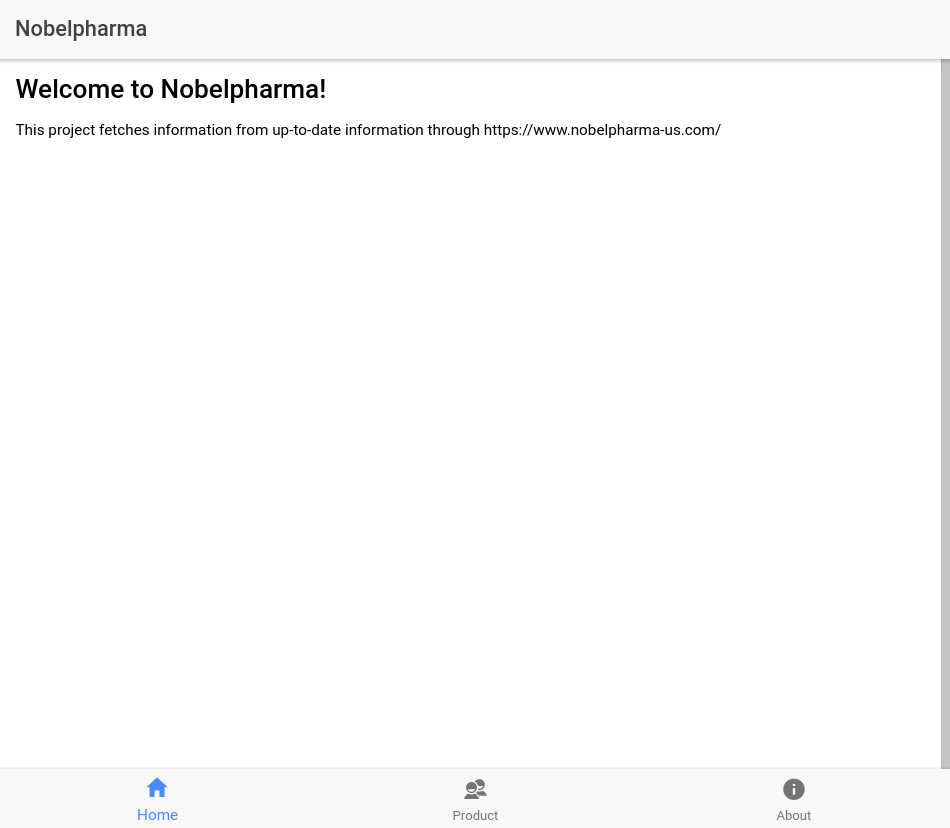 Nobelpharma
Welcome to Nobelpharma!
This project fetches information from up-to-date information through https://www.nobelpharma-us.com/
Home
Product
About